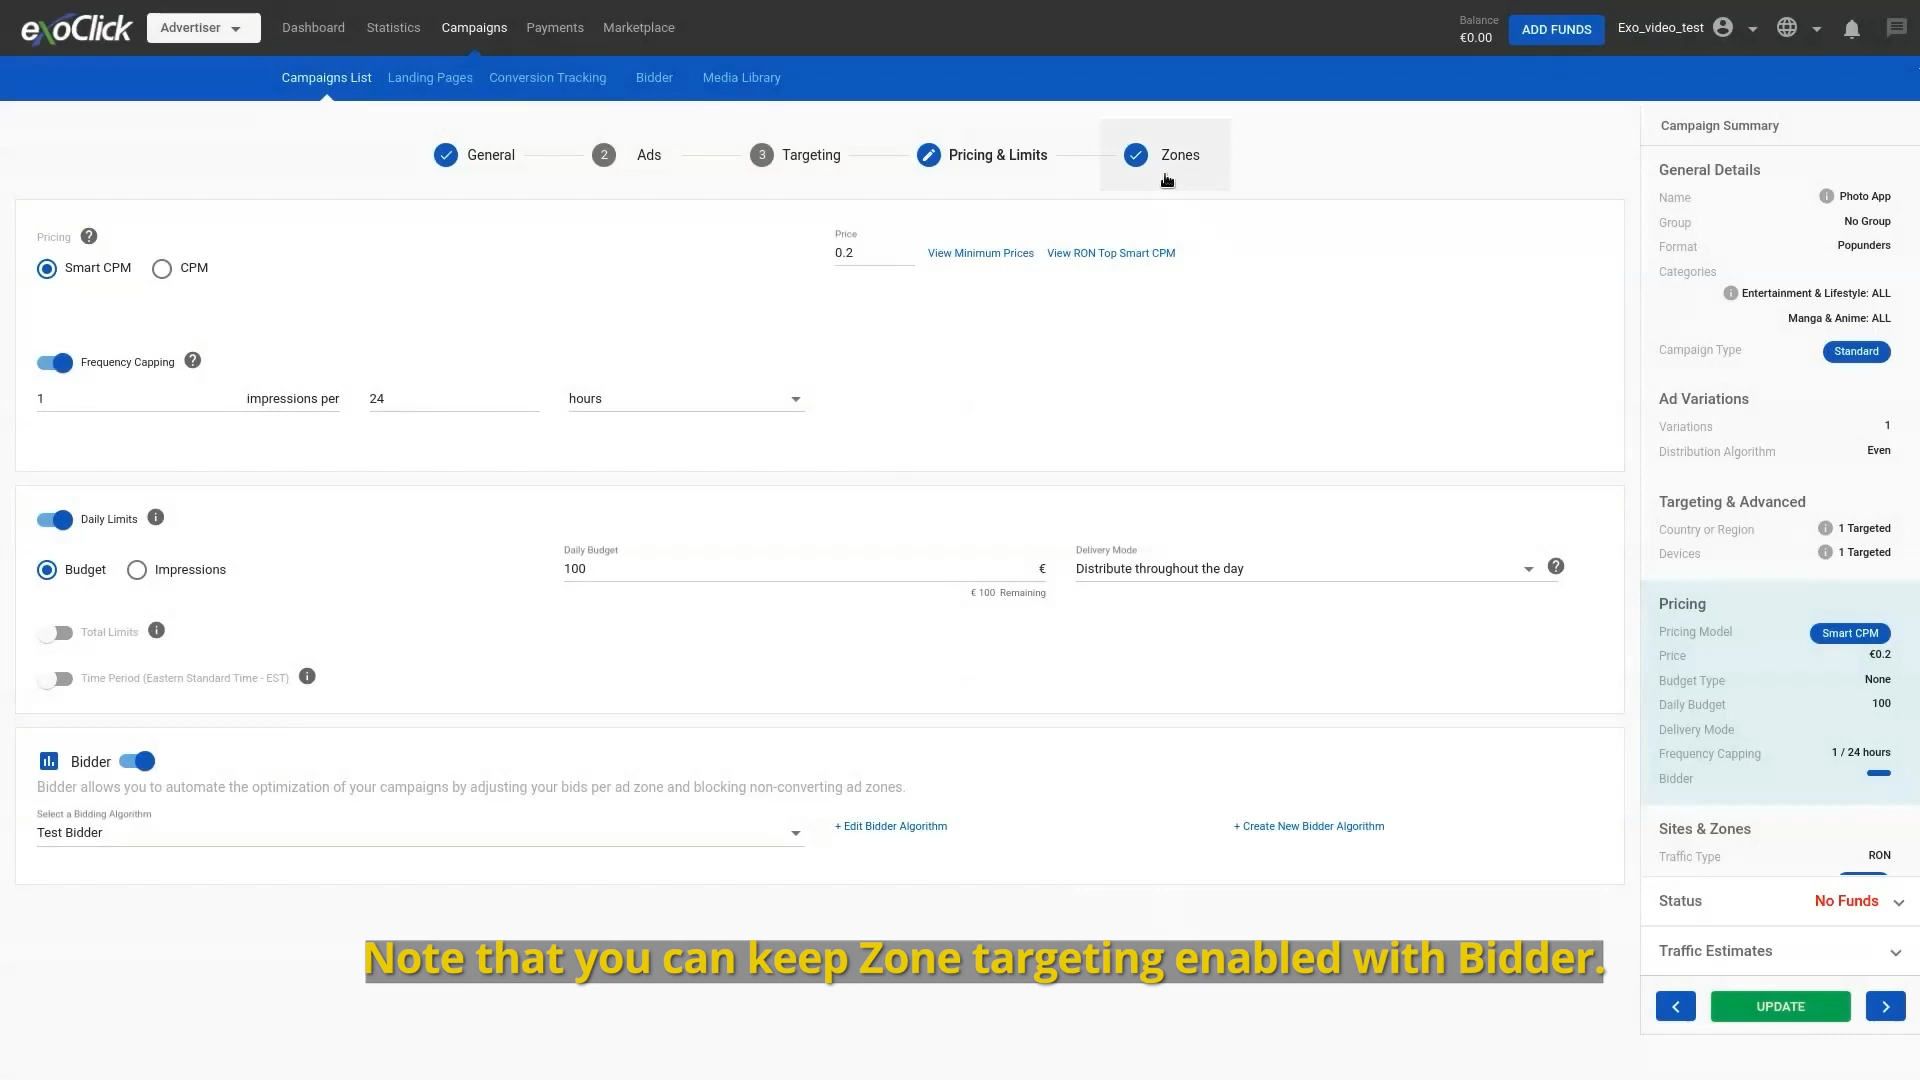 exoClick
Advertiser
Dashboard
Statistics
Campaigns
Payments
Marketplace
Balance
€0.00
ADD FUNDS
Exo_video_test
Campaigns List
Landing Pages
Conversion Tracking
Bidder
Media Library
General
2 Ads
3 Targeting
Pricing & Limits
Zones
Pricing
Smart CPM
CPM
Price
0.2
View Minimum Prices
View RON Top Smart CPM
Frequency Capping
1 impressions per 24 hours
Daily Limits
Budget
Impressions
Daily Budget
100 €
€ 100 Remaining
Delivery Mode
Distribute throughout the day
Total Limits
Time Period (Eastern Standard Time - EST)
Bidder
Bidder allows you to automate the optimization of your campaigns by adjusting your bids per ad zone and blocking non-converting ad zones.
Select a Bidding Algorithm
Test Bidder
+ Edit Bidder Algorithm
+ Create New Bidder Algorithm
Note that you can keep Zone targeting enabled with Bidder.
Campaign Summary
General Details
Name Photo App
Group No Group
Format Popunders
Categories
Entertainment & Lifestyle: ALL
Manga & Anime: ALL
Campaign Type Standard
Ad Variations
Variations 1
Distribution Algorithm Even
Targeting & Advanced
Country or Region 1 Targeted
Devices 1 Targeted
Pricing
Pricing Model Smart CPM
Price €0.2
Budget Type None
Daily Budget 100
Delivery Mode
Frequency Capping 1 / 24 hours
Bidder
Sites & Zones
Traffic Type RON
Status No Funds
Traffic Estimates
UPDATE